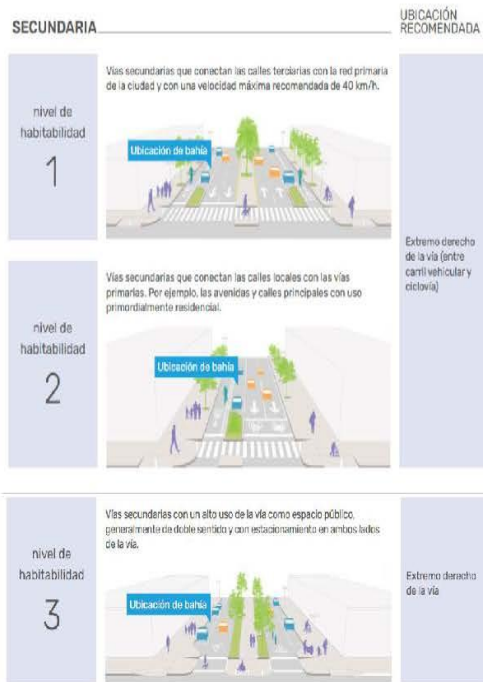 SECUNDARIA
UBICACIÓN
RECOMENDADA
nivel de
habitabilidad
1
Vías secundarias que conectan las calles terciarias con la red primaria
de la ciudad y con una velocidad máxima recomendada de 40 km/h.
Ubicación de bahía
Extremo derecho
de la vía (entre
carril vehicular y
ciclovía)
nivel de
habitabilidad
2
Vías secundarias que conectan las calles locales con las vías
primarias. Por ejemplo, las avenidas y calles principales con uso
primordialmente residencial.
Ubicación de bahía
nivel de
habitabilidad
3
Vías secundarias con un alto uso de la vía como espacio público,
generalmente de doble sentido y con estacionamiento en ambos lados
de la vía.
Ubicación de bahía
Extremo derecho
de la vía